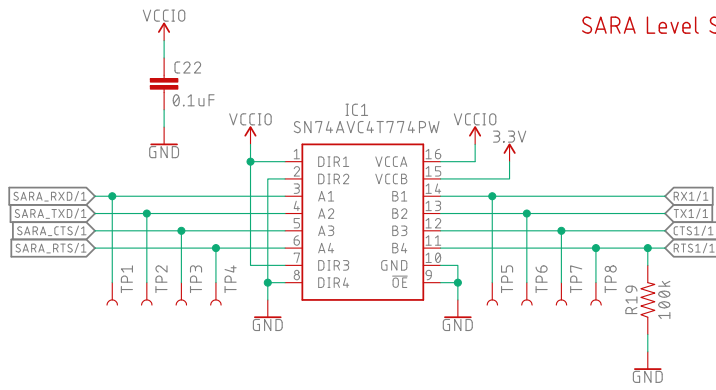 SARA Level S
VCCIO
C22
0.1uF
GND
IC1
SN74AVC4T774PW
VCCIO
VCCIO
3.3V
1 DIR1 VCCA 16
2 DIR2 VCCB 15
SARA_RXD/1 3 A1 B1 14 RX1/1
SARA_TXD/1 4 A2 B2 13 TX1/1
SARA_CTS/1 5 A3 B3 12 CTS1/1
SARA_RTS/1 6 A4 B4 11 RTS1/1
7 DIR3 GND 10
8 DIR4 OE 9
TP1
TP2
TP3
TP4
TP5
TP6
TP7
TP8
R19
100k
GND
GND
GND